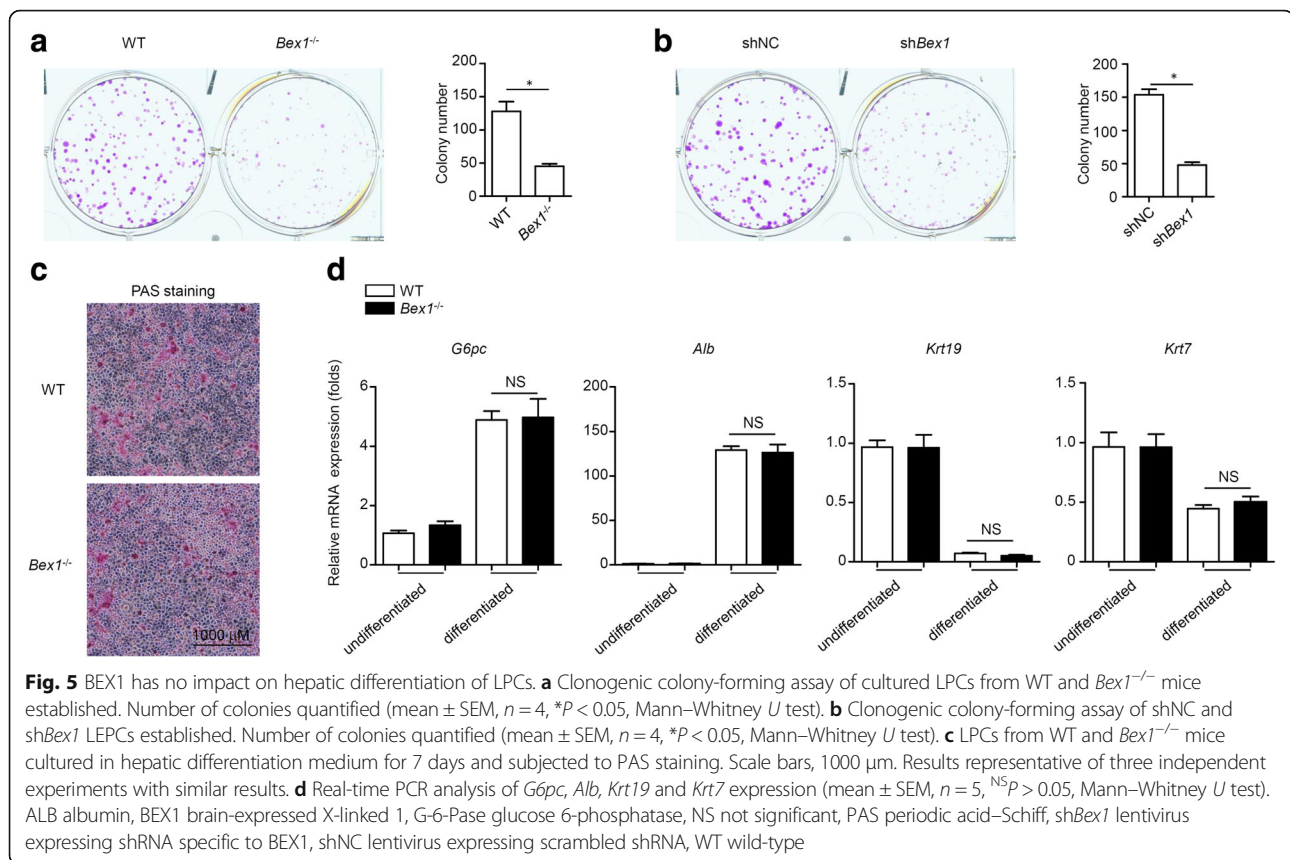 a
WT
Bex1-/-
200
150
100
50
0
Colony number
*
WT
Bex1-/-
b
shNC
shBex1
200
150
100
50
0
Colony number
*
shNC
shBex1
c
PAS staining
WT
Bex1-/-
1000 μM
d
WT
Bex1-/-
Relative mRNA expression (folds)
G6pc
6
4
2
0
NS
undifferentiated
differentiated
Alb
200
150
100
50
0
NS
undifferentiated
differentiated
Krt19
1.5
1.0
0.5
0
NS
undifferentiated
differentiated
Krt7
1.5
1.0
0.5
0
NS
undifferentiated
differentiated
Fig. 5 BEX1 has no impact on hepatic differentiation of LPCs. a Clonogenic colony-forming assay of cultured LPCs from WT and Bex1−/− mice
established. Number of colonies quantified (mean ± SEM, n = 4, *P < 0.05, Mann–Whitney U test). b Clonogenic colony-forming assay of shNC and
shBex1 LEPCs established. Number of colonies quantified (mean ± SEM, n = 4, *P < 0.05, Mann–Whitney U test). c LPCs from WT and Bex1−/− mice
cultured in hepatic differentiation medium for 7 days and subjected to PAS staining. Scale bars, 1000 μm. Results representative of three independent
experiments with similar results. d Real-time PCR analysis of G6pc, Alb, Krt19 and Krt7 expression (mean ± SEM, n = 5, NSP > 0.05, Mann–Whitney U test).
ALB albumin, BEX1 brain-expressed X-linked 1, G-6-Pase glucose 6-phosphatase, NS not significant, PAS periodic acid–Schiff, shBex1 lentivirus
expressing shRNA specific to BEX1, shNC lentivirus expressing scrambled shRNA, WT wild-type